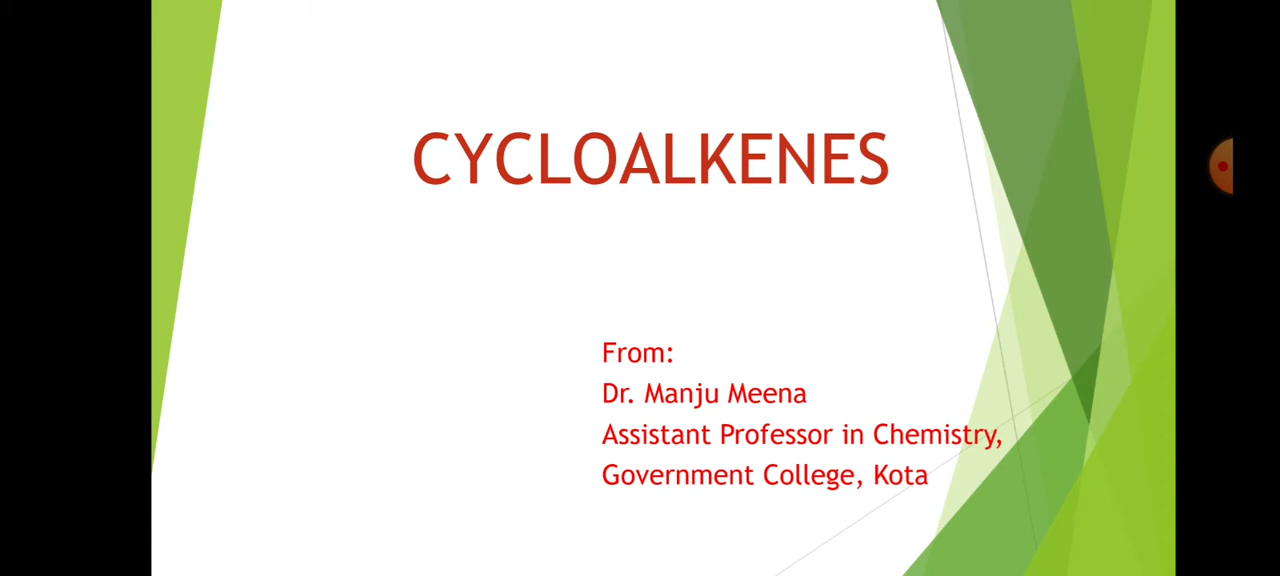 CYCLOALKENES
From:
Dr. Manju Meena
Assistant Professor in Chemistry,
Government College, Kota